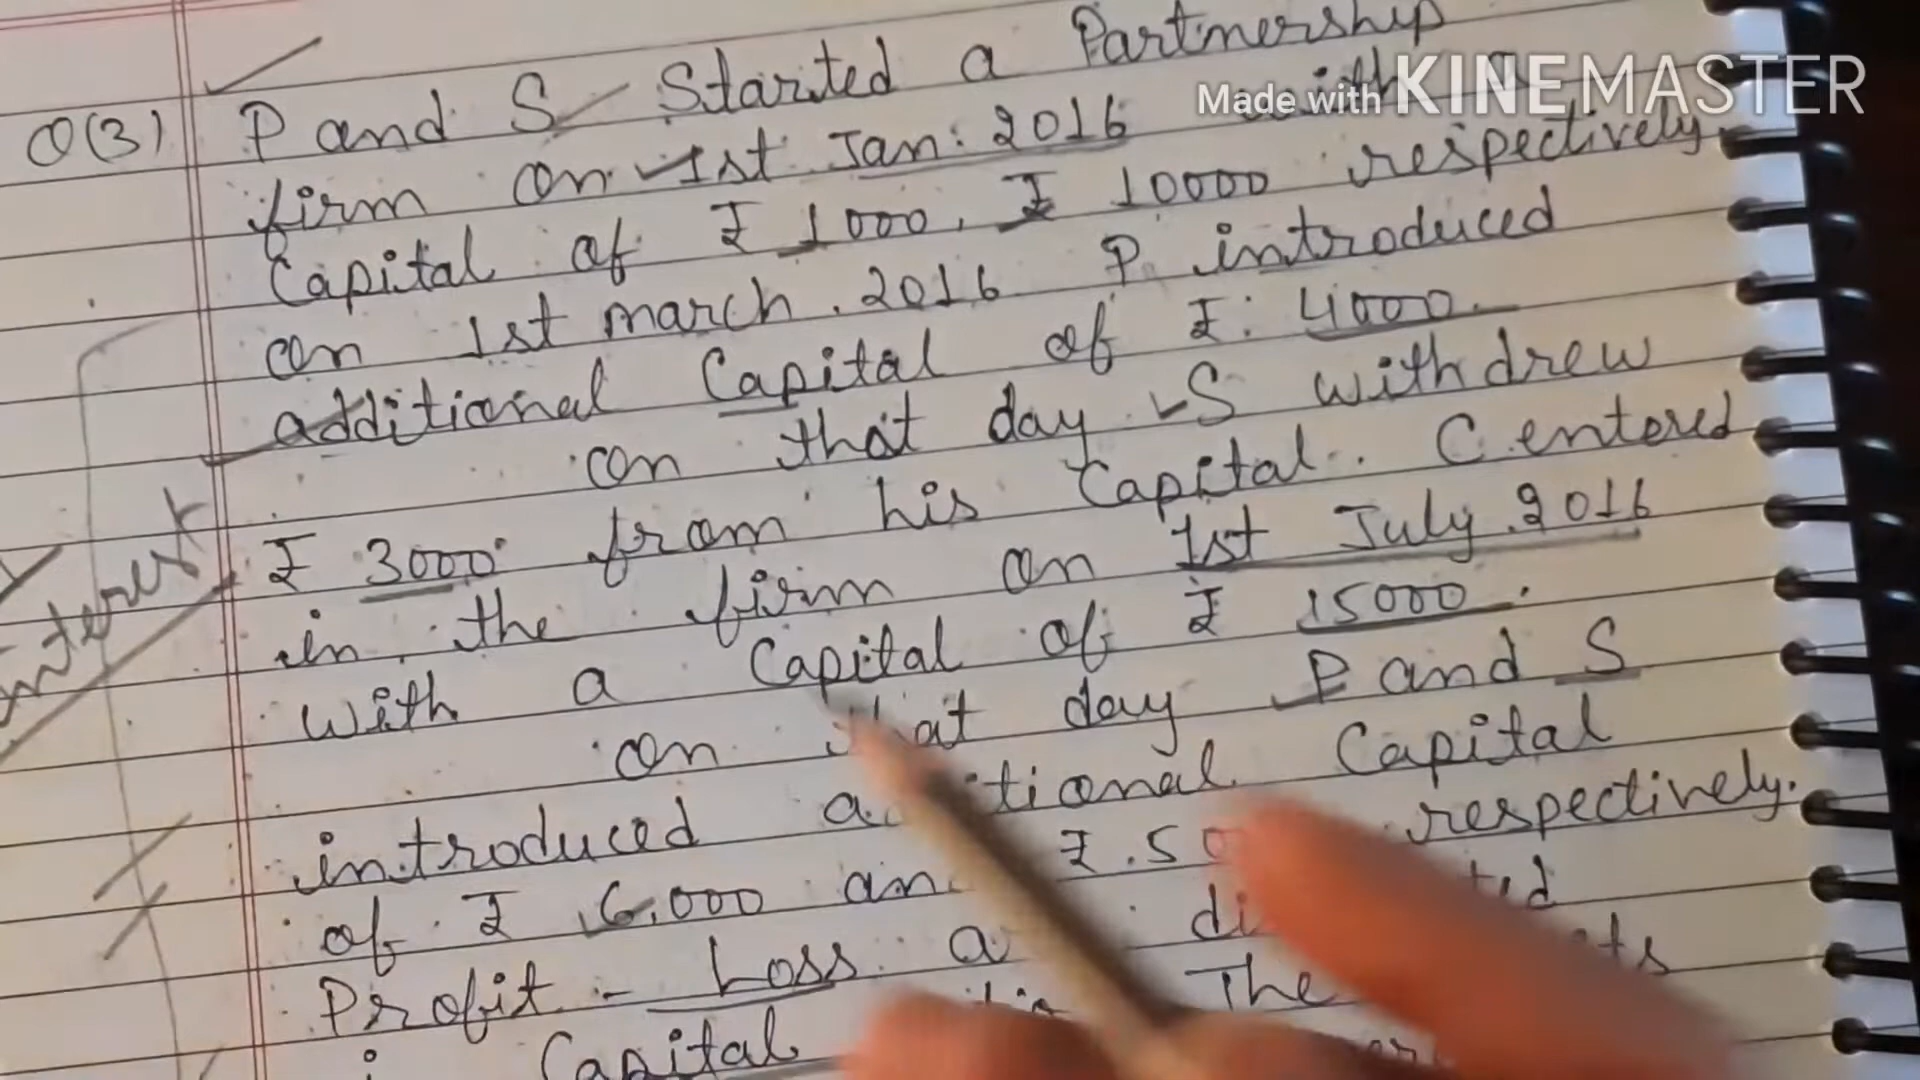 Made with KINEMASTER
Q(3) P and S Started a Partnership
firm on 1st Jan: 2016 with a
Capital of ₹ 1000, ₹ 10000 respectively.
on 1st march. 2016 P introduced
additional Capital of ₹: 4000.
on that day S withdrew
₹ 3000 from his Capital. C entered
in the firm on 1st July. 2016
with a Capital of ₹ 15000.
on that day P and S
introduced Capital
of ₹ 6,000 ₹. respectively.
Profit - Loss
Capital The